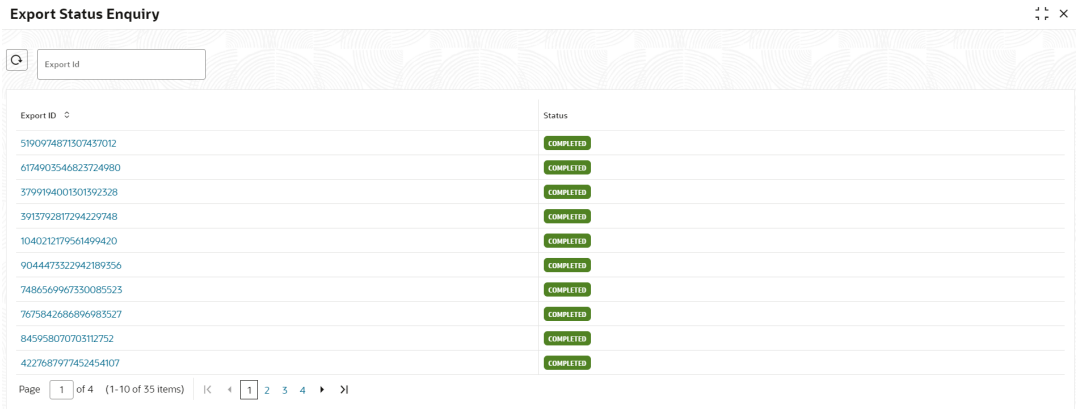 Export Status Enquiry
Export Id
Export ID Status
5190974871307437012 COMPLETED
6174903546823724980 COMPLETED
3799194001301392328 COMPLETED
3913792817294229748 COMPLETED
1040212179561499420 COMPLETED
9044473322942189356 COMPLETED
7486569967330085523 COMPLETED
7675842686896983527 COMPLETED
845958070703112752 COMPLETED
4227687977452454107 COMPLETED
Page 1 of 4 (1-10 of 35 items) 1 2 3 4